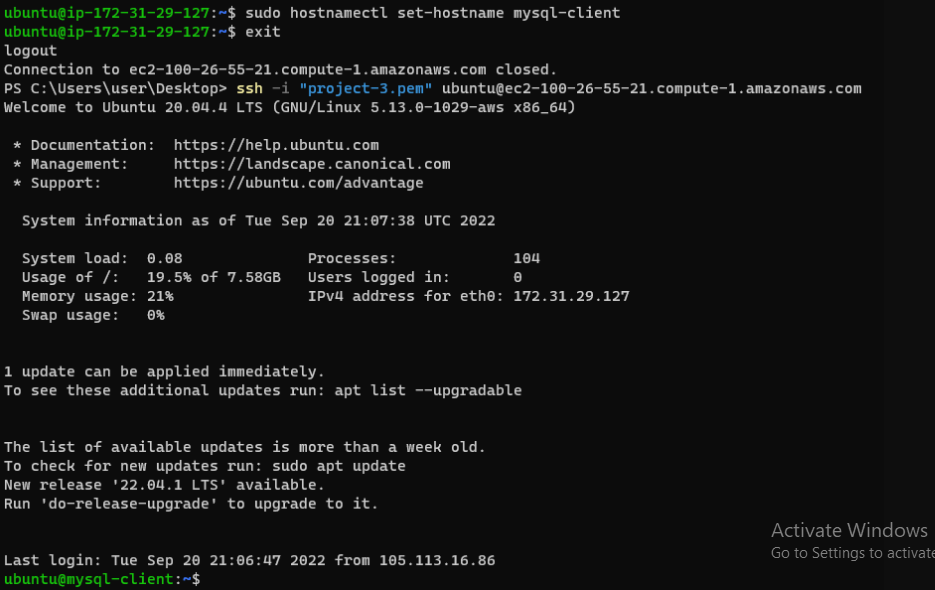 ubuntu@ip-172-31-29-127:~$ sudo hostnamectl set-hostname mysql-client
ubuntu@ip-172-31-29-127:~$ exit
logout
Connection to ec2-100-26-55-21.compute-1.amazonaws.com closed.
PS C:\Users\user\Desktop> ssh -i "project-3.pem" ubuntu@ec2-100-26-55-21.compute-1.amazonaws.com
Welcome to Ubuntu 20.04.4 LTS (GNU/Linux 5.13.0-1029-aws x86_64)
* Documentation:  https://help.ubuntu.com
* Management:     https://landscape.canonical.com
* Support:        https://ubuntu.com/advantage
System information as of Tue Sep 20 21:07:38 UTC 2022
System load:  0.08              Processes:             104
Usage of /:   19.5% of 7.58GB   Users logged in:       0
Memory usage: 21%               IPv4 address for eth0: 172.31.29.127
Swap usage:   0%
1 update can be applied immediately.
To see these additional updates run: apt list --upgradable
The list of available updates is more than a week old.
To check for new updates run: sudo apt update
New release '22.04.1 LTS' available.
Run 'do-release-upgrade' to upgrade to it.
Activate Windows
Go to Settings to activate
Last login: Tue Sep 20 21:06:47 2022 from 105.113.16.86
ubuntu@mysql-client:~$